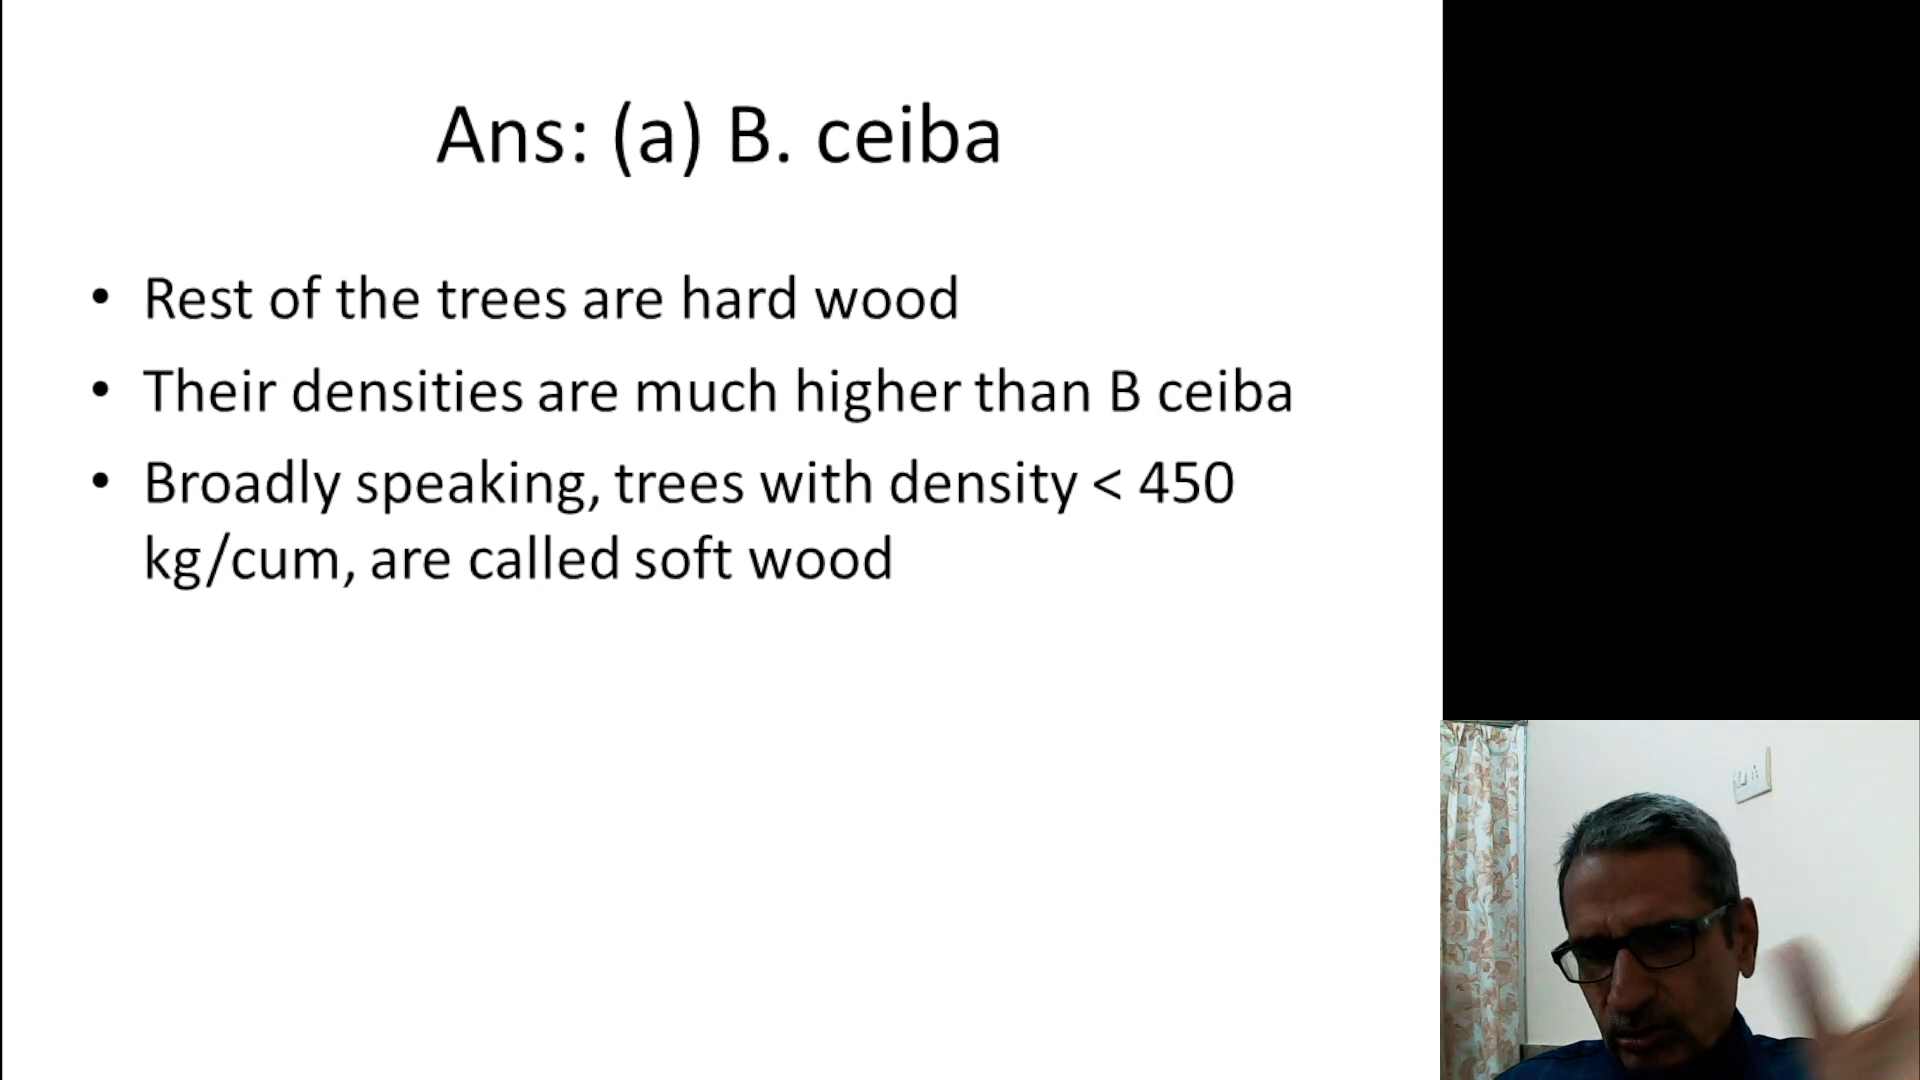 Ans: (a) B. ceiba
• Rest of the trees are hard wood
• Their densities are much higher than B ceiba
• Broadly speaking, trees with density < 450
kg/cum, are called soft wood